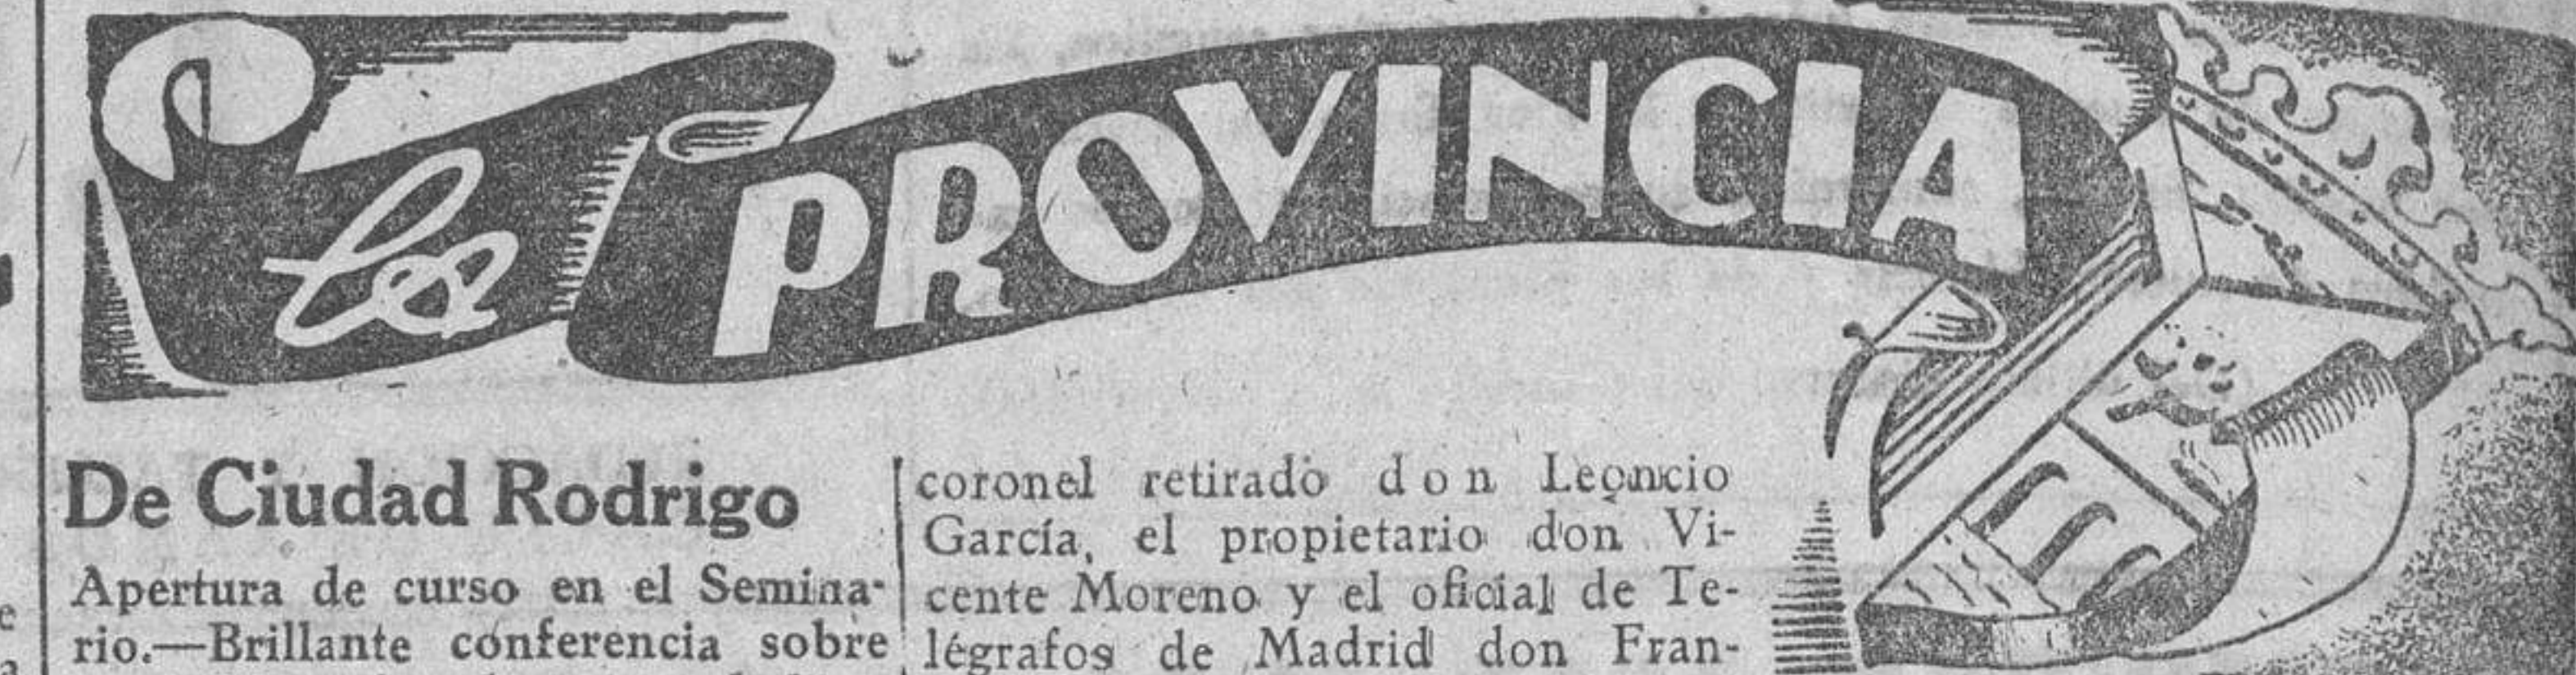 La PROVINCIA
De Ciudad Rodrigo
Apertura de curso en el Semina-
rio.—Brillante conferencia sobre
coronel retirado don Leoncio
García, el propietario don Vi-
cente Moreno y el oficial de Te-
légrafos de Madrid don Fran-